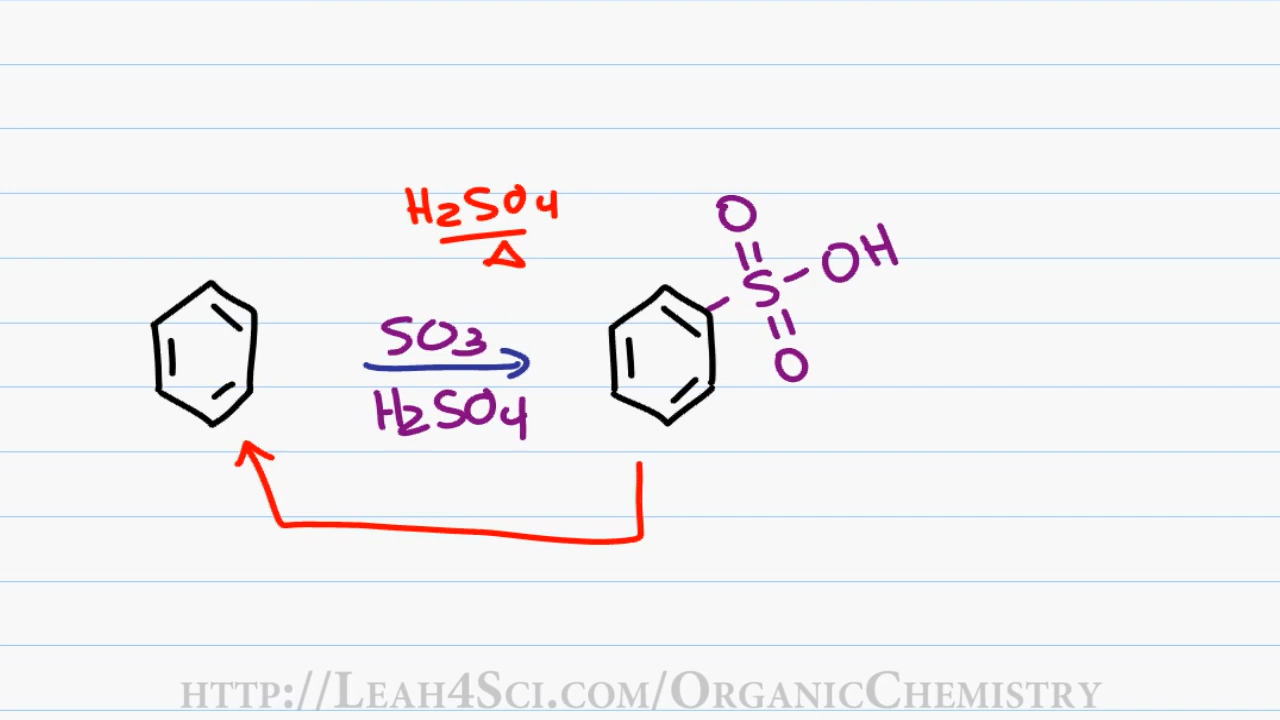 H2SO4
Δ
O
S OH
O
SO3
H2SO4
http://Leah4Sci.com/OrganicChemistry